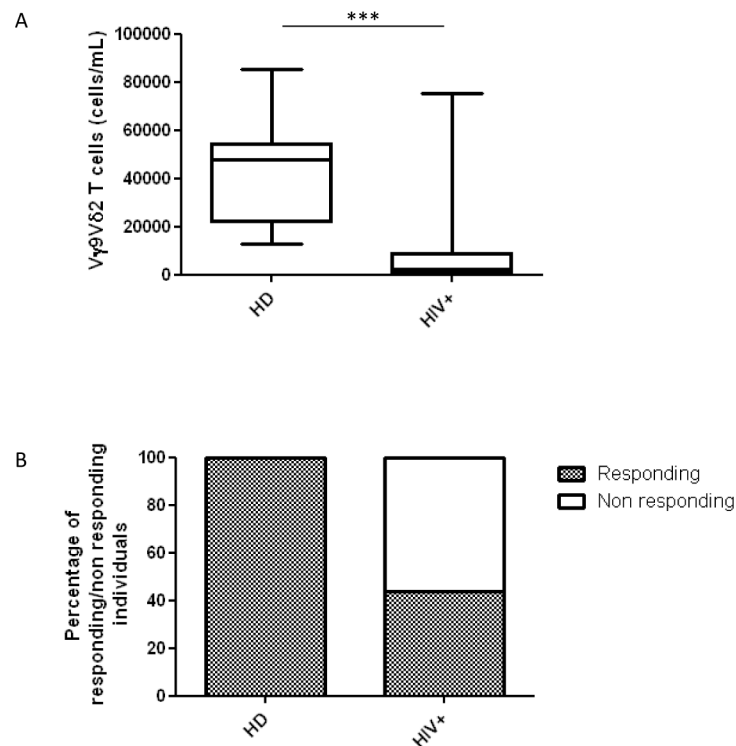 A
***
Vγ9Vδ2 T cells (cells/mL)
100000
80000
60000
40000
20000
0
HD
HIV+
B
Percentage of
responding/non responding
individuals
100
80
60
40
20
0
HD
HIV+
Responding
Non responding